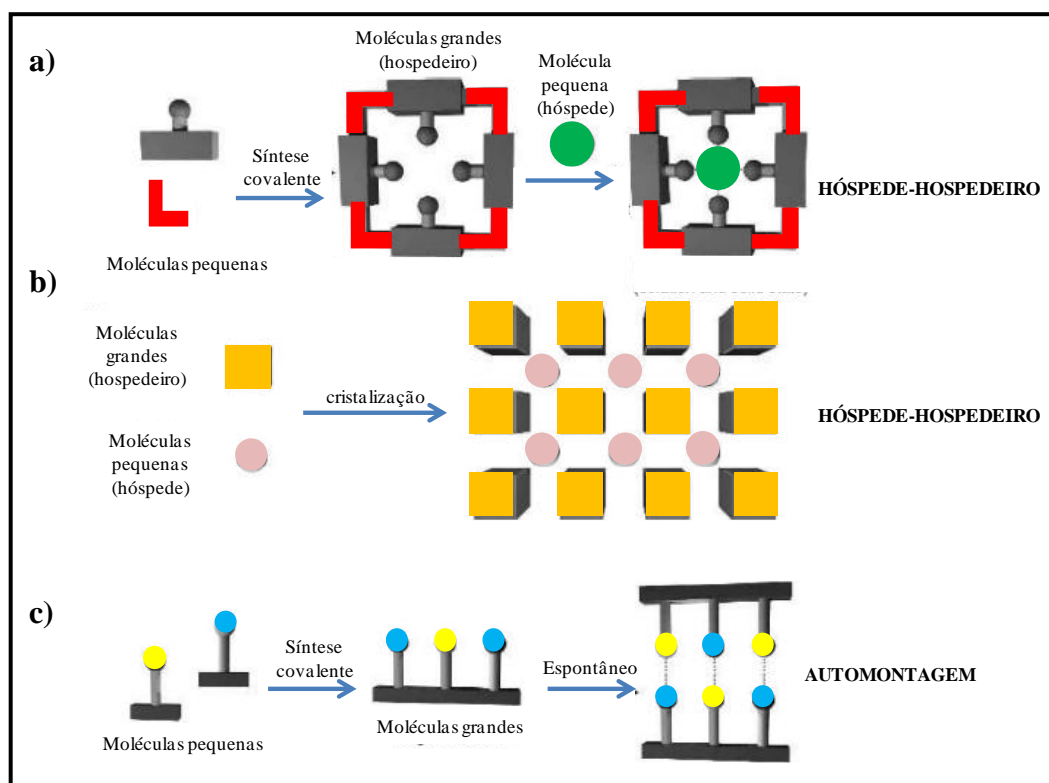 a)
Moléculas grandes
(hospedeiro)
Molécula
pequena
(hóspede)
Síntese
covalente
HÓSPEDE-HOSPEDEIRO
Moléculas pequenas
b)
Moléculas
grandes
(hospedeiro)
cristalização
HÓSPEDE-HOSPEDEIRO
Moléculas
pequenas
(hóspede)
c)
Síntese
covalente
Espontâneo
AUTOMONTAGEM
Moléculas pequenas
Moléculas grandes